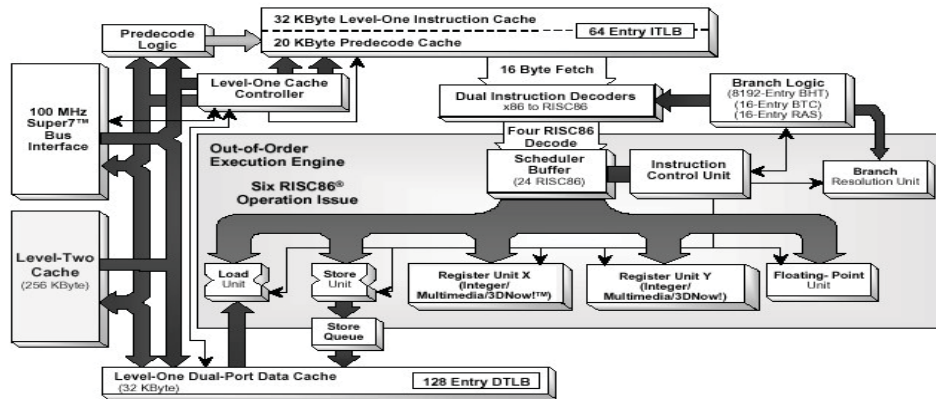 32 KByte Level-One Instruction Cache
20 KByte Predecode Cache
64 Entry ITLB
Predecode
Logic
Level-One Cache
Controller
16 Byte Fetch
Dual Instruction Decoders
x86 to RISC86
Branch Logic
(8192-Entry BHT)
(16-Entry BTC)
(16-Entry RAS)
100 MHz
Super7™
Bus
Interface
Four RISC86
Decode
Out-of-Order
Execution Engine
Scheduler
Buffer
(24 RISC86)
Instruction
Control Unit
Branch
Resolution Unit
Six RISC86®
Operation Issue
Level-Two
Cache
(256 KByte)
Load
Unit
Store
Unit
Register Unit X
(Integer/
Multimedia/3DNow!™)
Register Unit Y
(Integer/
Multimedia/3DNow!)
Floating- Point
Unit
Store
Queue
Level-One Dual-Port Data Cache
(32 KByte)
128 Entry DTLB